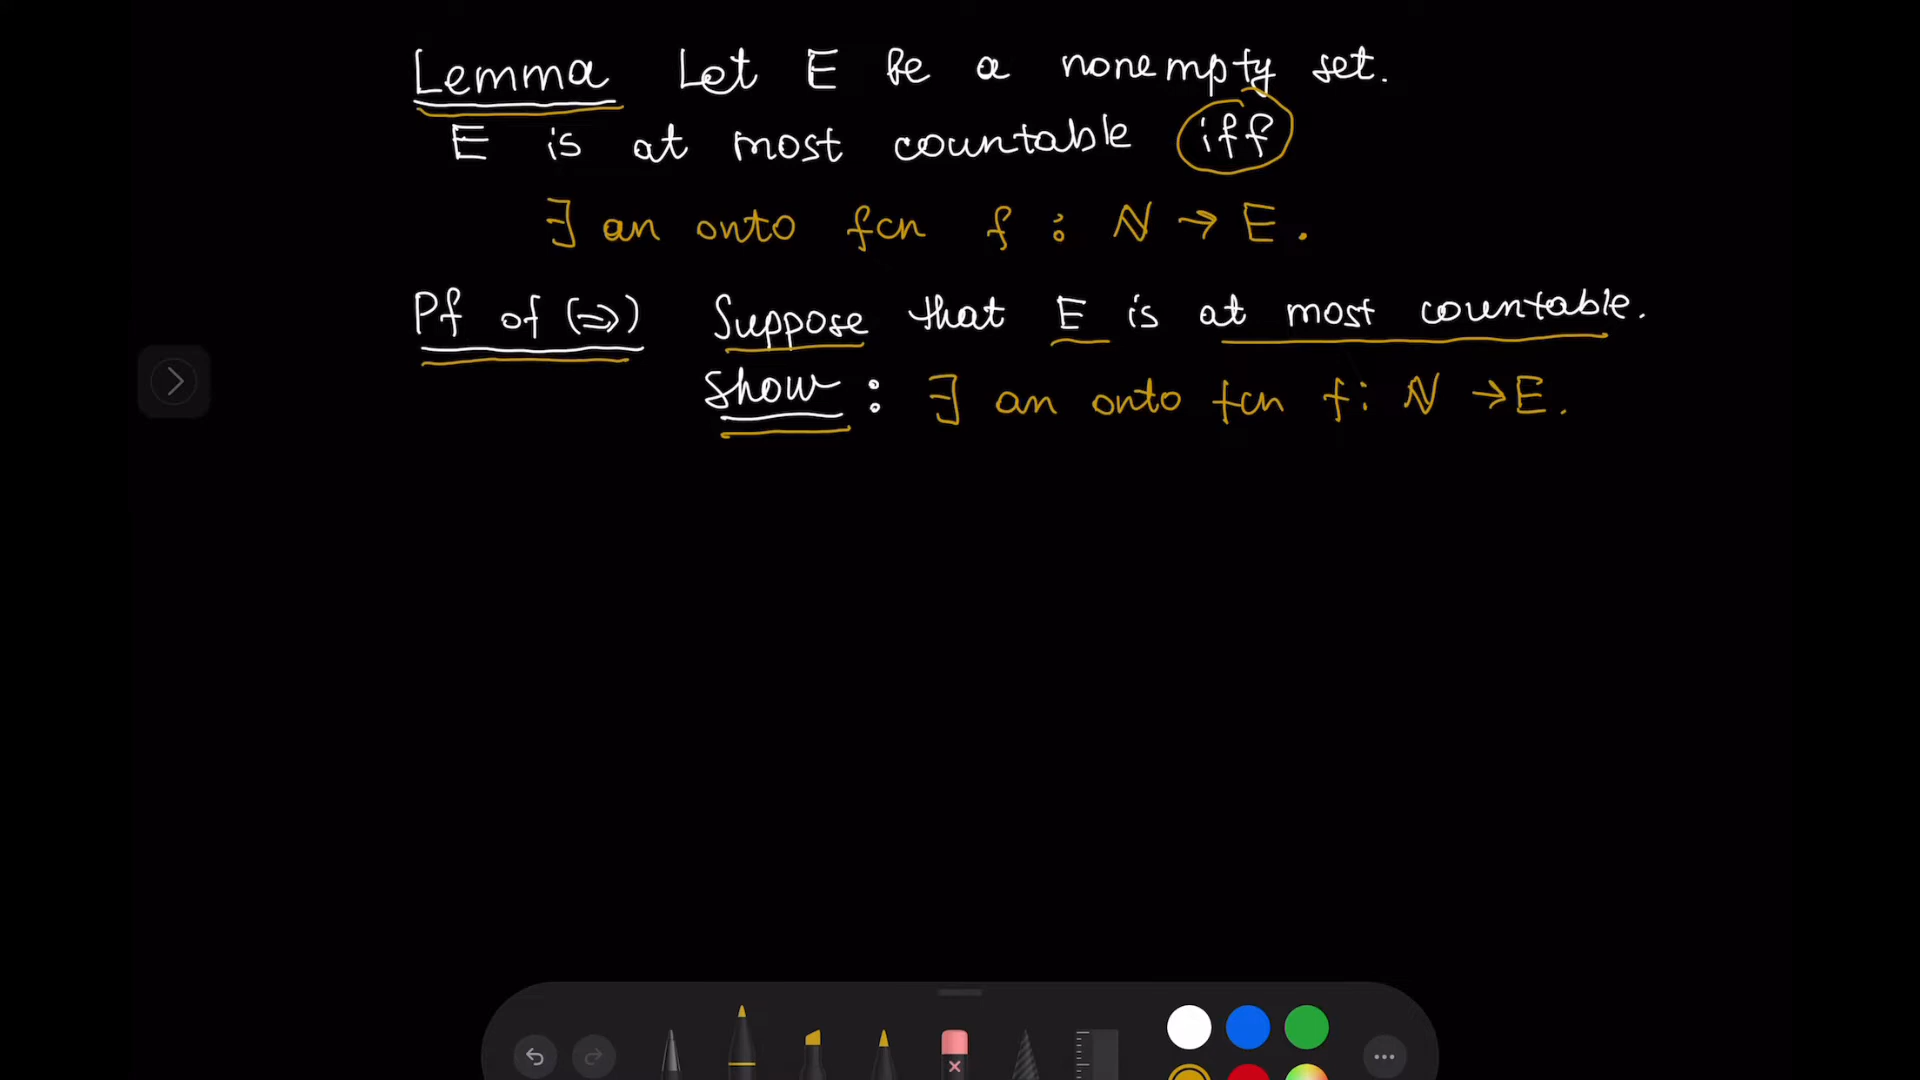 Lemma Let E be a nonempty set.
E is at most countable iff
∃ an onto fcn f : ℕ → E.
Pf of (⇒) Suppose that E is at most countable.
Show : ∃ an onto fcn f : ℕ → E.